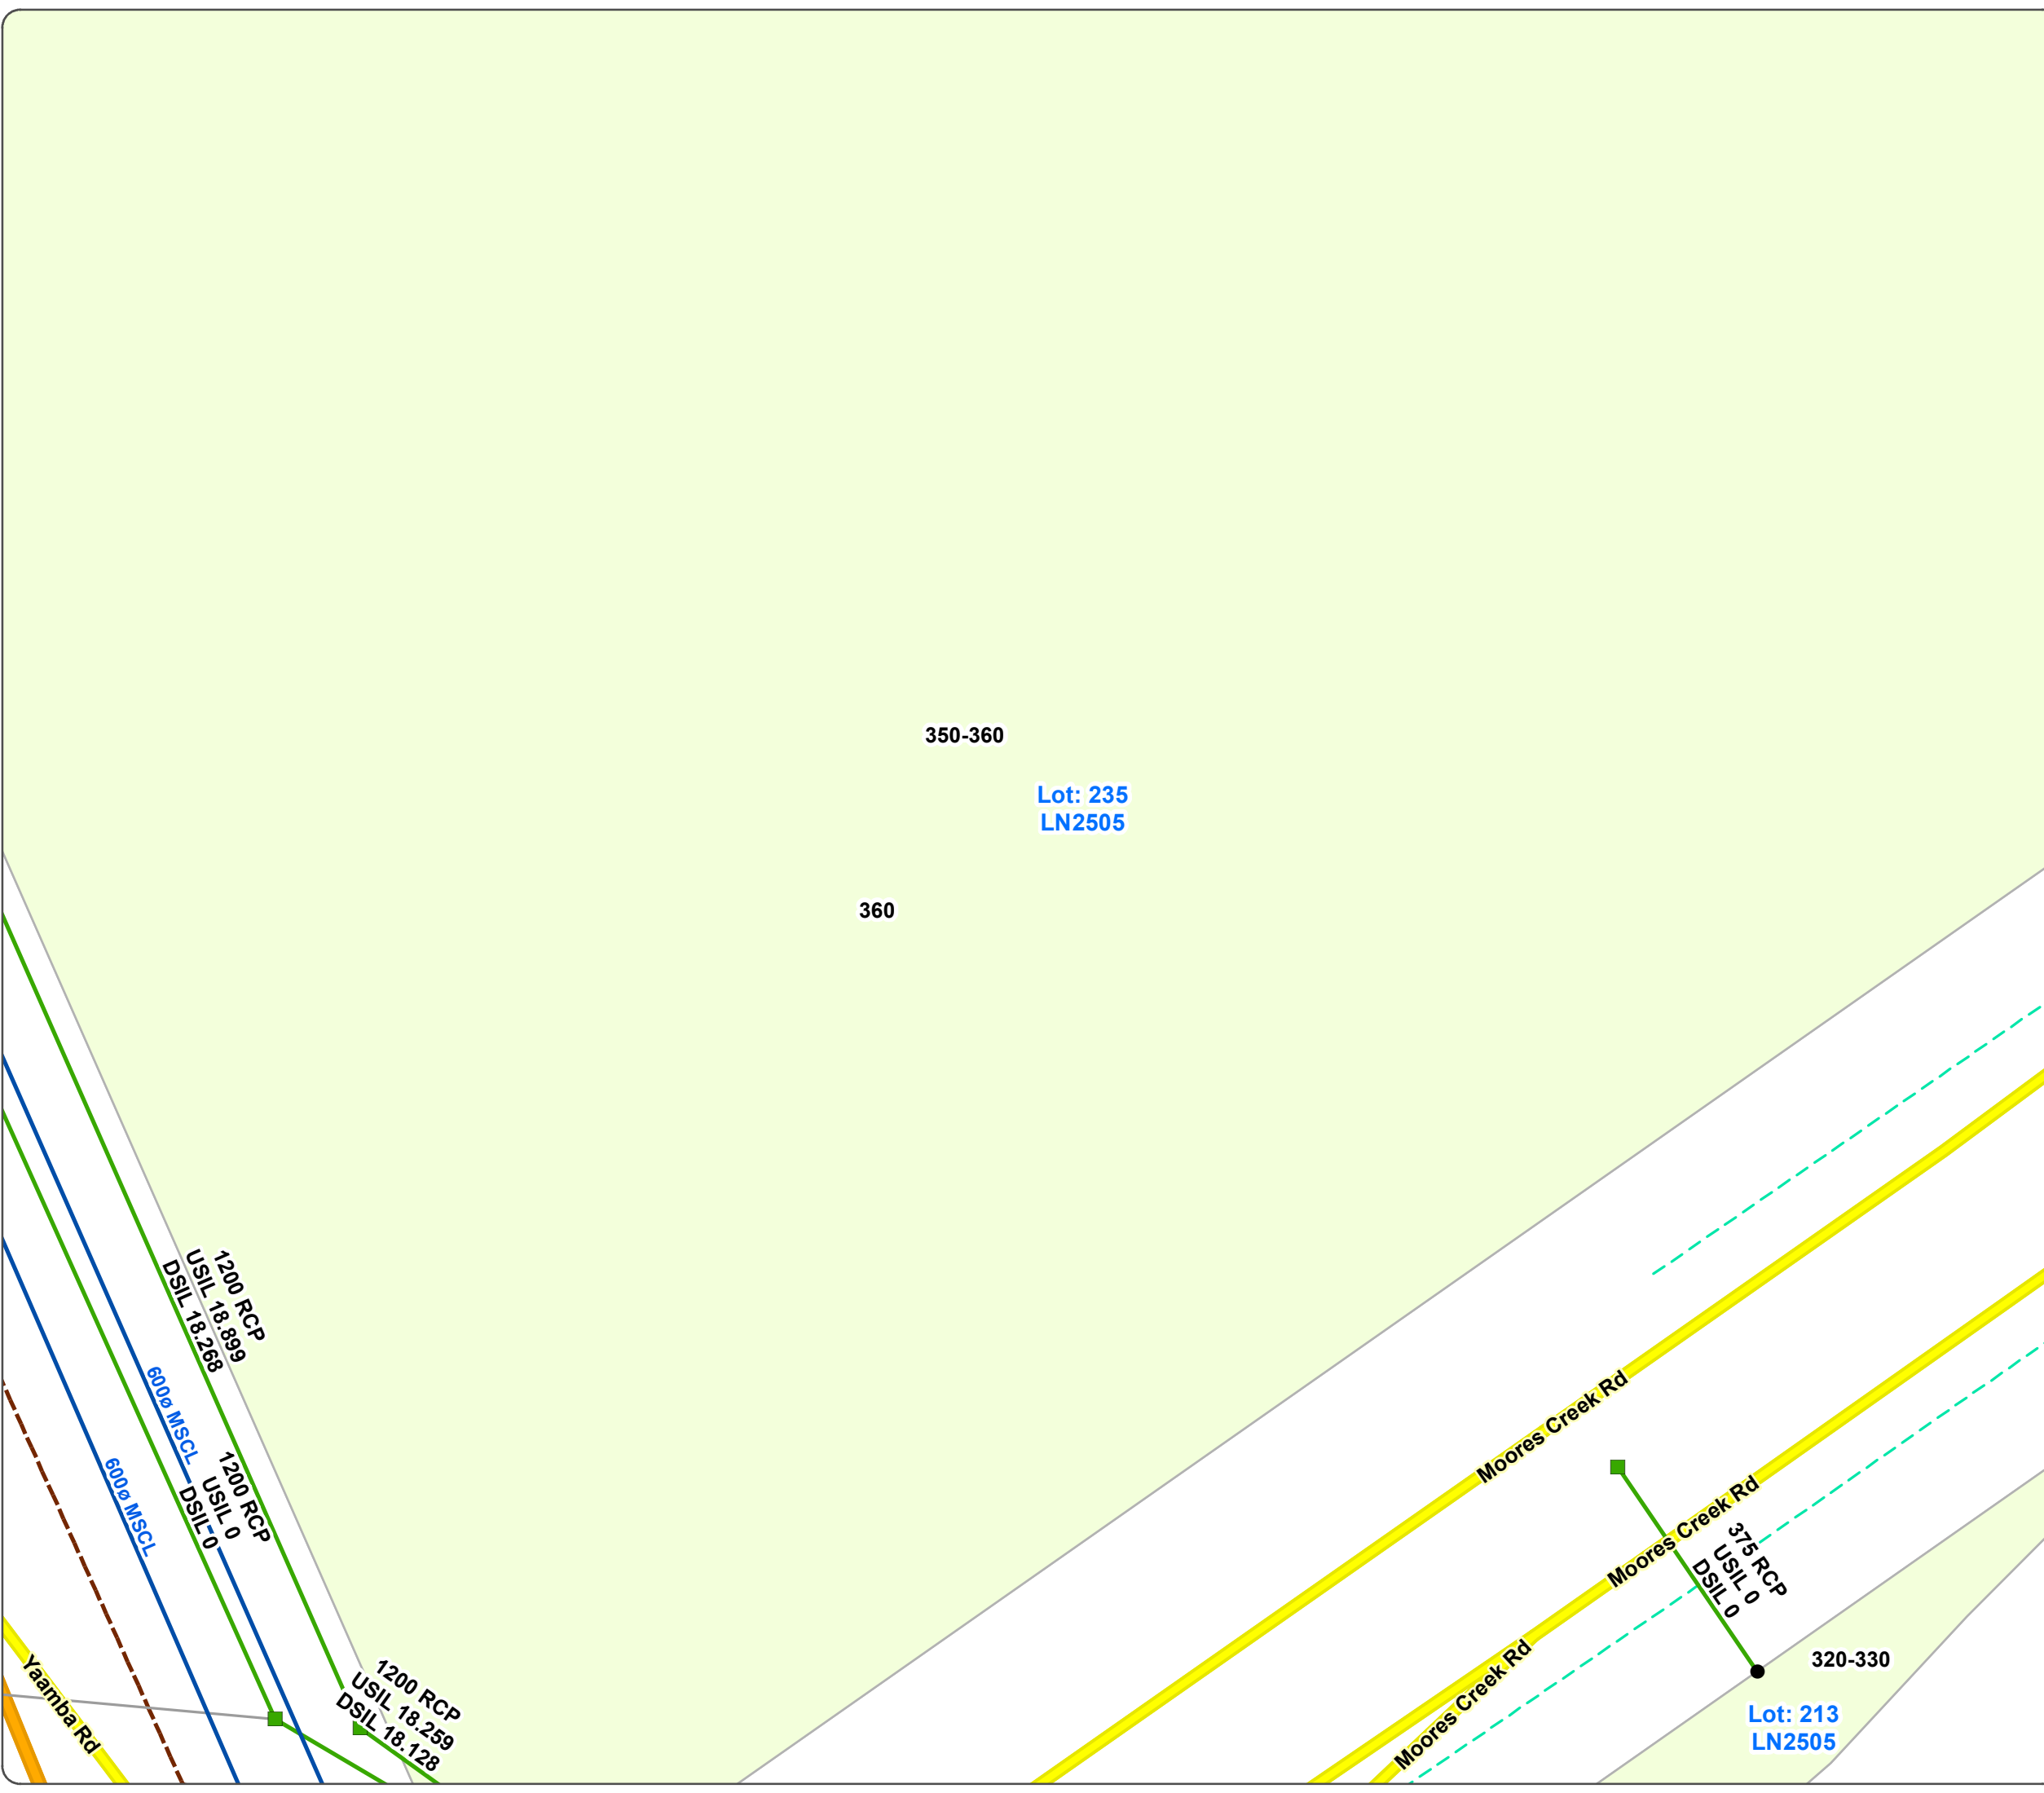 350-360
Lot: 235
LN2505
360
1200 RCP
USIL 18.899
DSIL 18.268
600ø MSCL
600ø MSCL
1200 RCP
USIL 0
DSIL 0
Moores Creek Rd
Moores Creek Rd
375 RCP
USIL 0
DSIL 0
Moores Creek Rd
Yaamba Rd
1200 RCP
USIL 18.259
DSIL 18.128
320-330
Lot: 213
LN2505